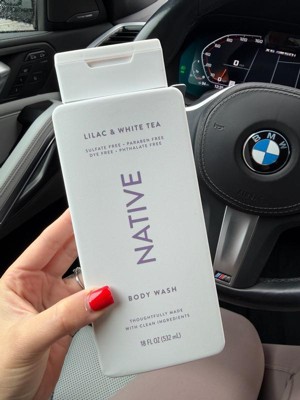 LILAC & WHITE TEA
SULFATE FREE • PARABEN FREE
DYE FREE • PHTHALATE FREE
NATIVE
BODY WASH
THOUGHTFULLY MADE
WITH CLEAN INGREDIENTS
18 FL OZ (532 mL)
BMW
M
0